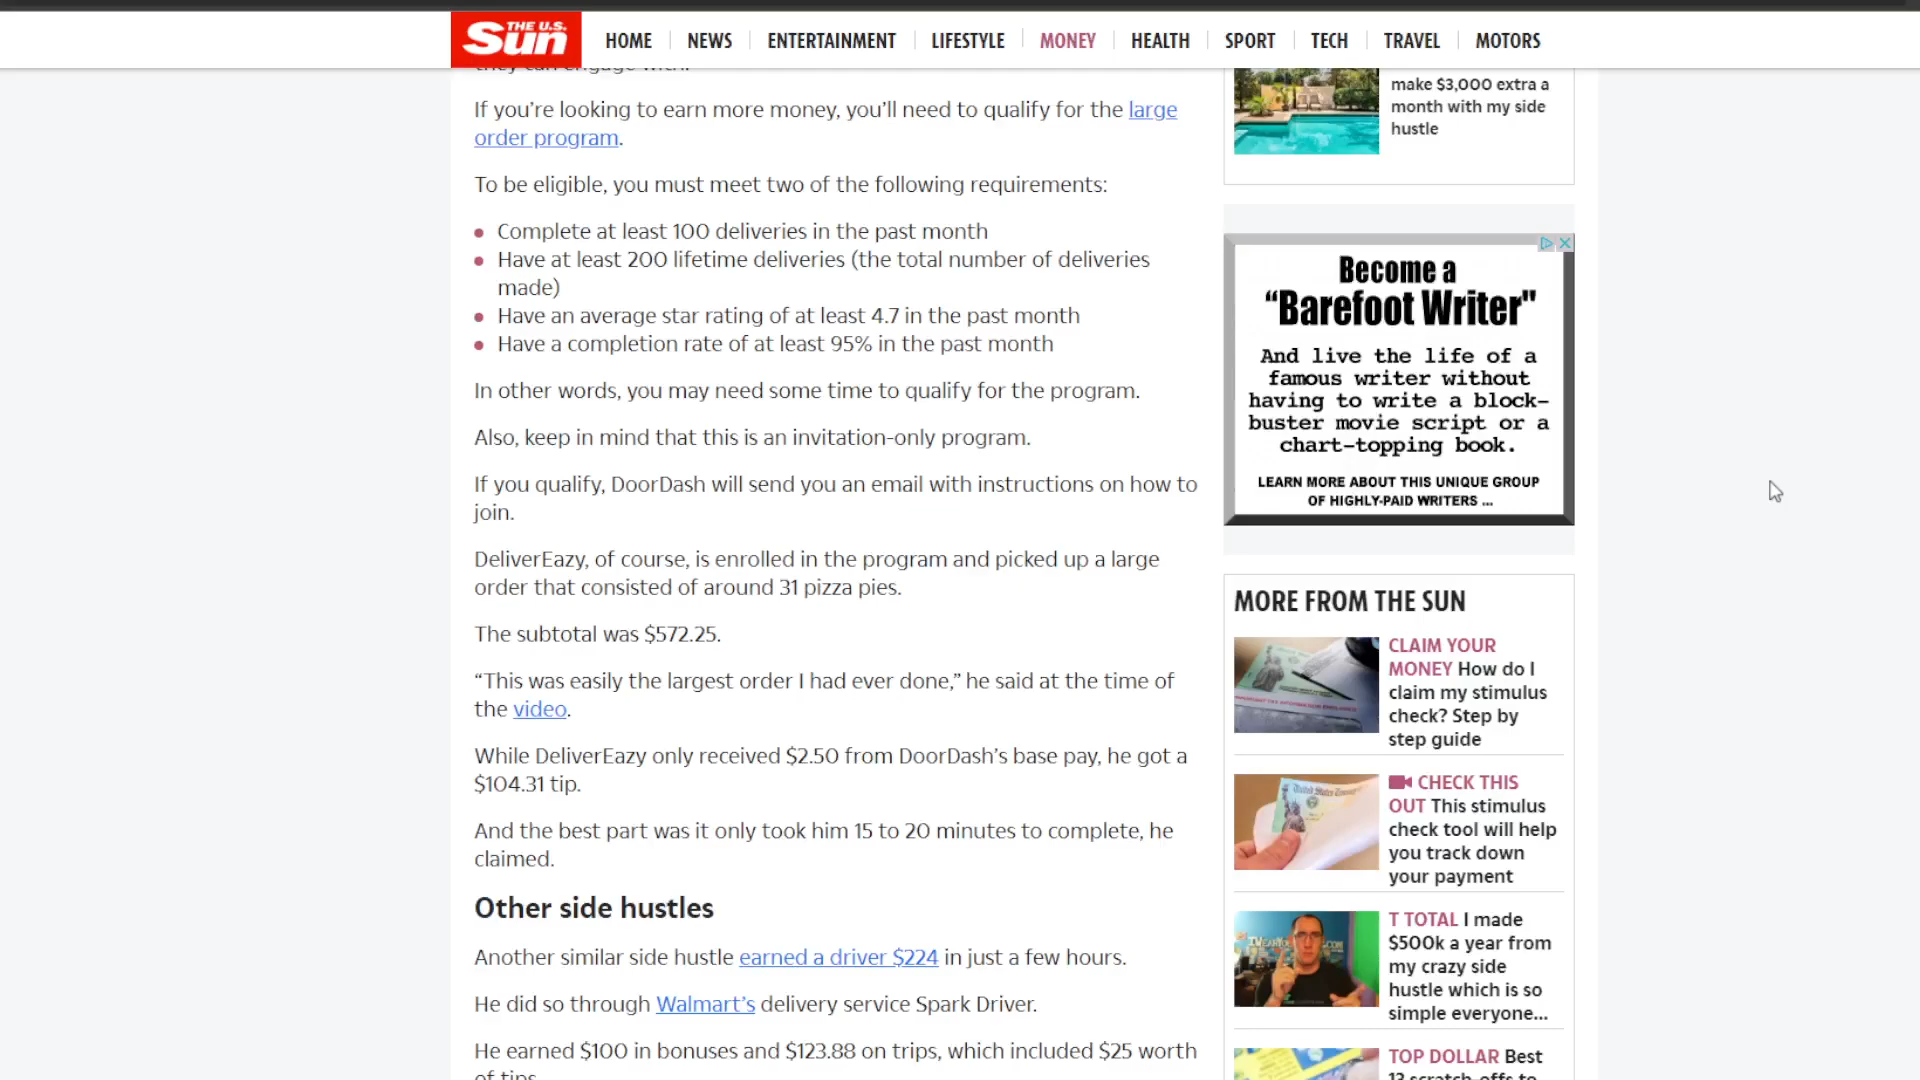 THE U.S.
Sun
HOME NEWS ENTERTAINMENT LIFESTYLE MONEY HEALTH SPORT TECH TRAVEL MOTORS
they can engage with.
If you’re looking to earn more money, you’ll need to qualify for the large
order program.
To be eligible, you must meet two of the following requirements:
Complete at least 100 deliveries in the past month
Have at least 200 lifetime deliveries (the total number of deliveries
made)
Have an average star rating of at least 4.7 in the past month
Have a completion rate of at least 95% in the past month
In other words, you may need some time to qualify for the program.
Also, keep in mind that this is an invitation-only program.
If you qualify, DoorDash will send you an email with instructions on how to
join.
DeliverEazy, of course, is enrolled in the program and picked up a large
order that consisted of around 31 pizza pies.
The subtotal was $572.25.
“This was easily the largest order I had ever done,” he said at the time of
the video.
While DeliverEazy only received $2.50 from DoorDash’s base pay, he got a
$104.31 tip.
And the best part was it only took him 15 to 20 minutes to complete, he
claimed.
Other side hustles
Another similar side hustle earned a driver $224 in just a few hours.
He did so through Walmart’s delivery service Spark Driver.
He earned $100 in bonuses and $123.88 on trips, which included $25 worth
of tips
make $3,000 extra a
month with my side
hustle
Become a
“Barefoot Writer"
And live the life of a
famous writer without
having to write a block-
buster movie script or a
chart-topping book.
LEARN MORE ABOUT THIS UNIQUE GROUP
OF HIGHLY-PAID WRITERS ...
MORE FROM THE SUN
CLAIM YOUR
MONEY How do I
claim my stimulus
check? Step by
step guide
CHECK THIS
OUT This stimulus
check tool will help
you track down
your payment
T TOTAL I made
$500k a year from
my crazy side
hustle which is so
simple everyone...
TOP DOLLAR Best
13 scratch-offs to